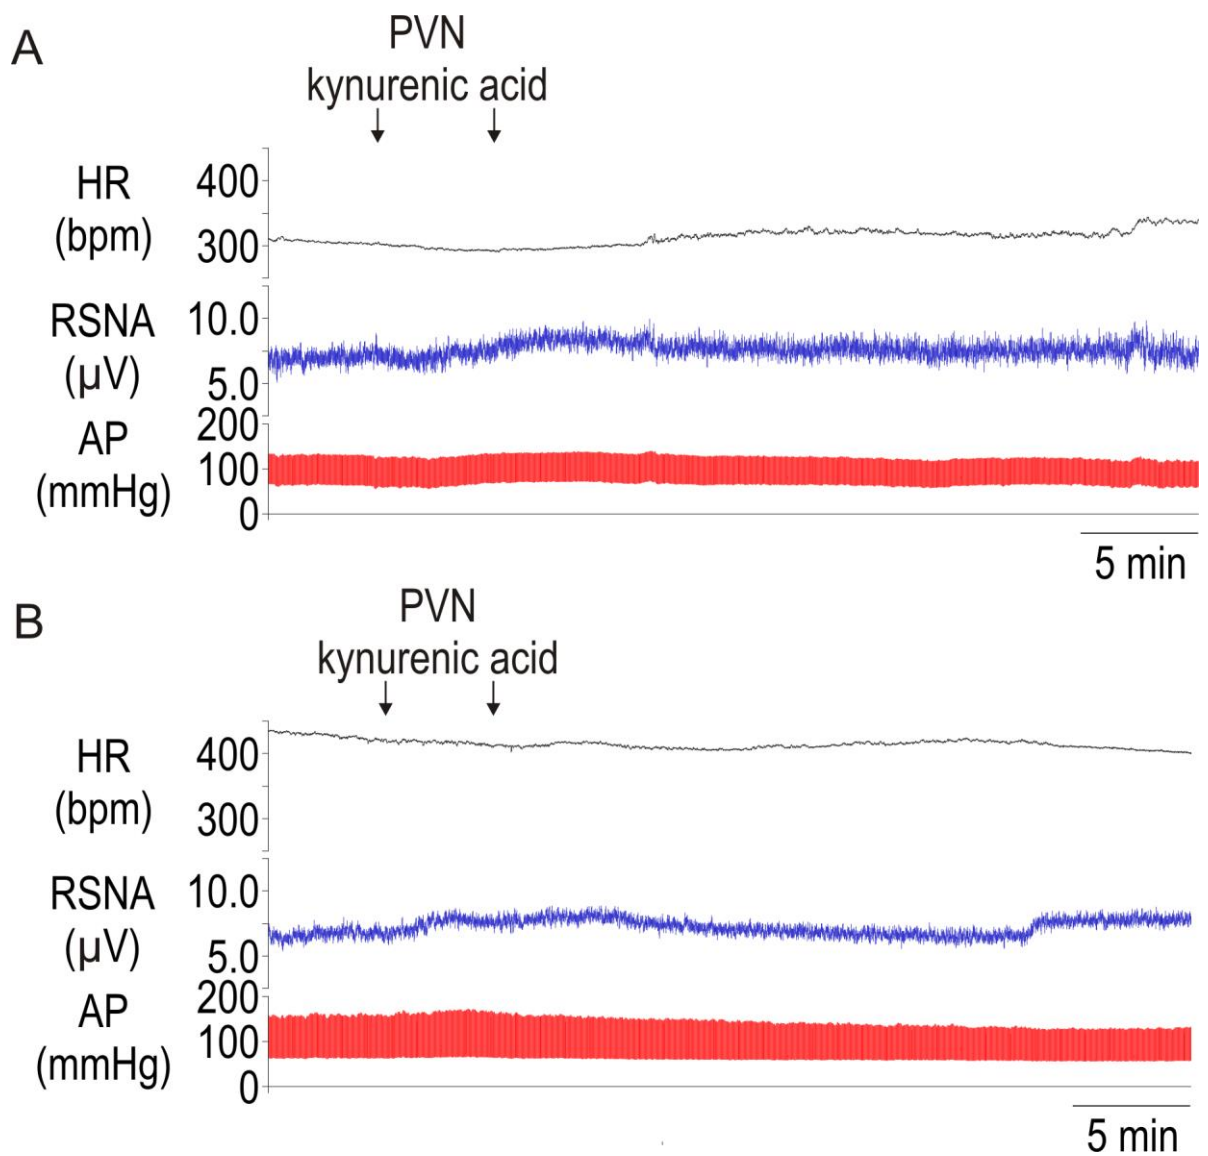 A
PVN
kynurenic acid
HR
(bpm)
400
300
RSNA
(µV)
10.0
5.0
AP
(mmHg)
200
100
0
5 min
B
PVN
kynurenic acid
HR
(bpm)
400
300
RSNA
(µV)
10.0
5.0
AP
(mmHg)
200
100
0
5 min